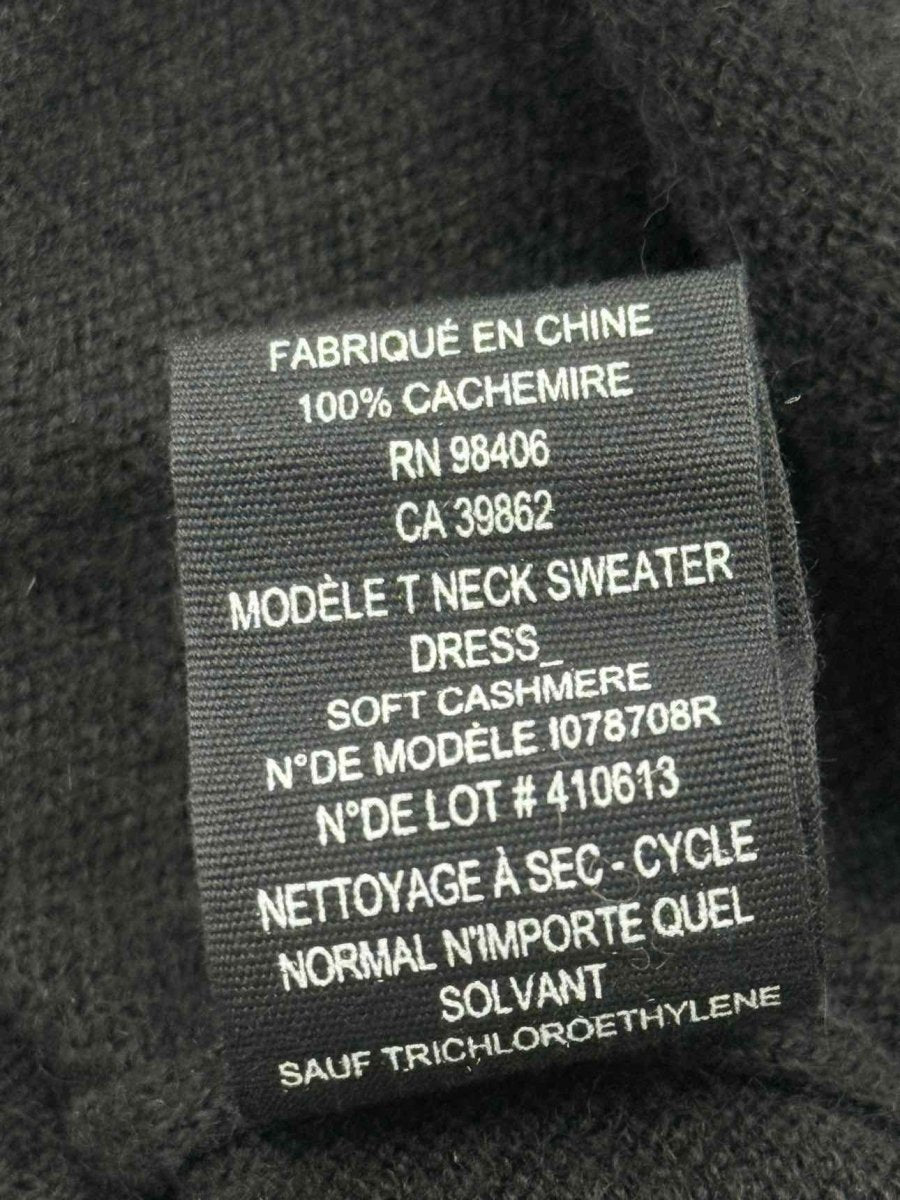 FABRIQUÉ EN CHINE
100% CACHEMIRE
RN 98406
CA 39862
MODÈLE T NECK SWEATER
DRESS_
SOFT CASHMERE
N°DE MODÈLE I078708R
N°DE LOT # 410613
NETTOYAGE À SEC - CYCLE
NORMAL N'IMPORTE QUEL
SOLVANT
SAUF TRICHLOROETHYLENE